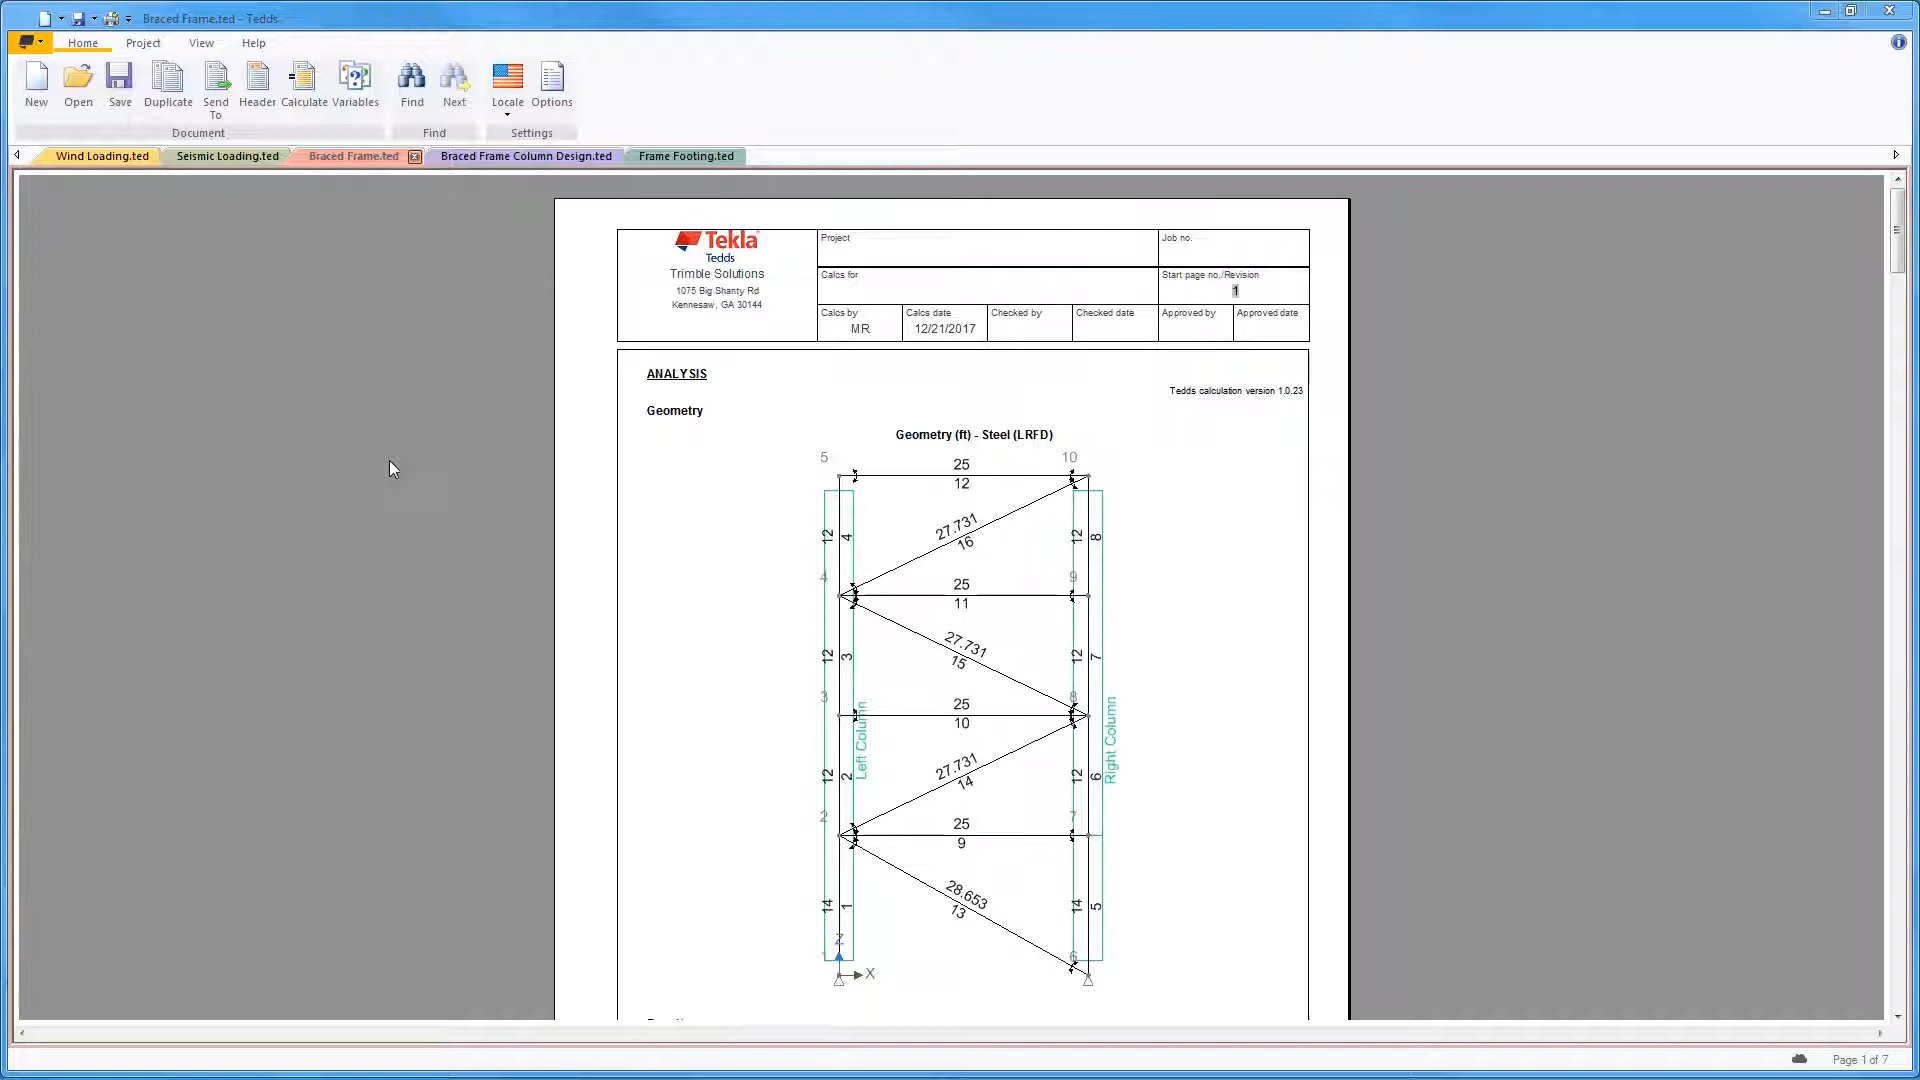 Braced Frame.ted - Tedds
Home Project View Help
New Open Save Duplicate Send To Header Calculate Variables Find Next Locale Options
Document Find Settings
Wind Loading.ted Seismic Loading.ted Braced Frame.ted Braced Frame Column Design.ted Frame Footing.ted
Tekla
Tedds
Trimble Solutions
1075 Big Shanty Rd
Kennesaw, GA 30144
Project
Job no.
Calcs for
Start page no./Revision
1
Calcs by
MR
Calcs date
12/21/2017
Checked by
Checked date
Approved by
Approved date
ANALYSIS
Tedds calculation version 1.0.23
Geometry
Geometry (ft) - Steel (LRFD)
5 25 10
12
12 4 27.731 12 8
16
4 25 9
11
12 3 27.731 12 7
15
3 25 8
10
Left Column Right Column
12 2 27.731 12 6
14
2 25 7
9
14 1 28.653 14 5
13
Z 6
X
Page 1 of 7